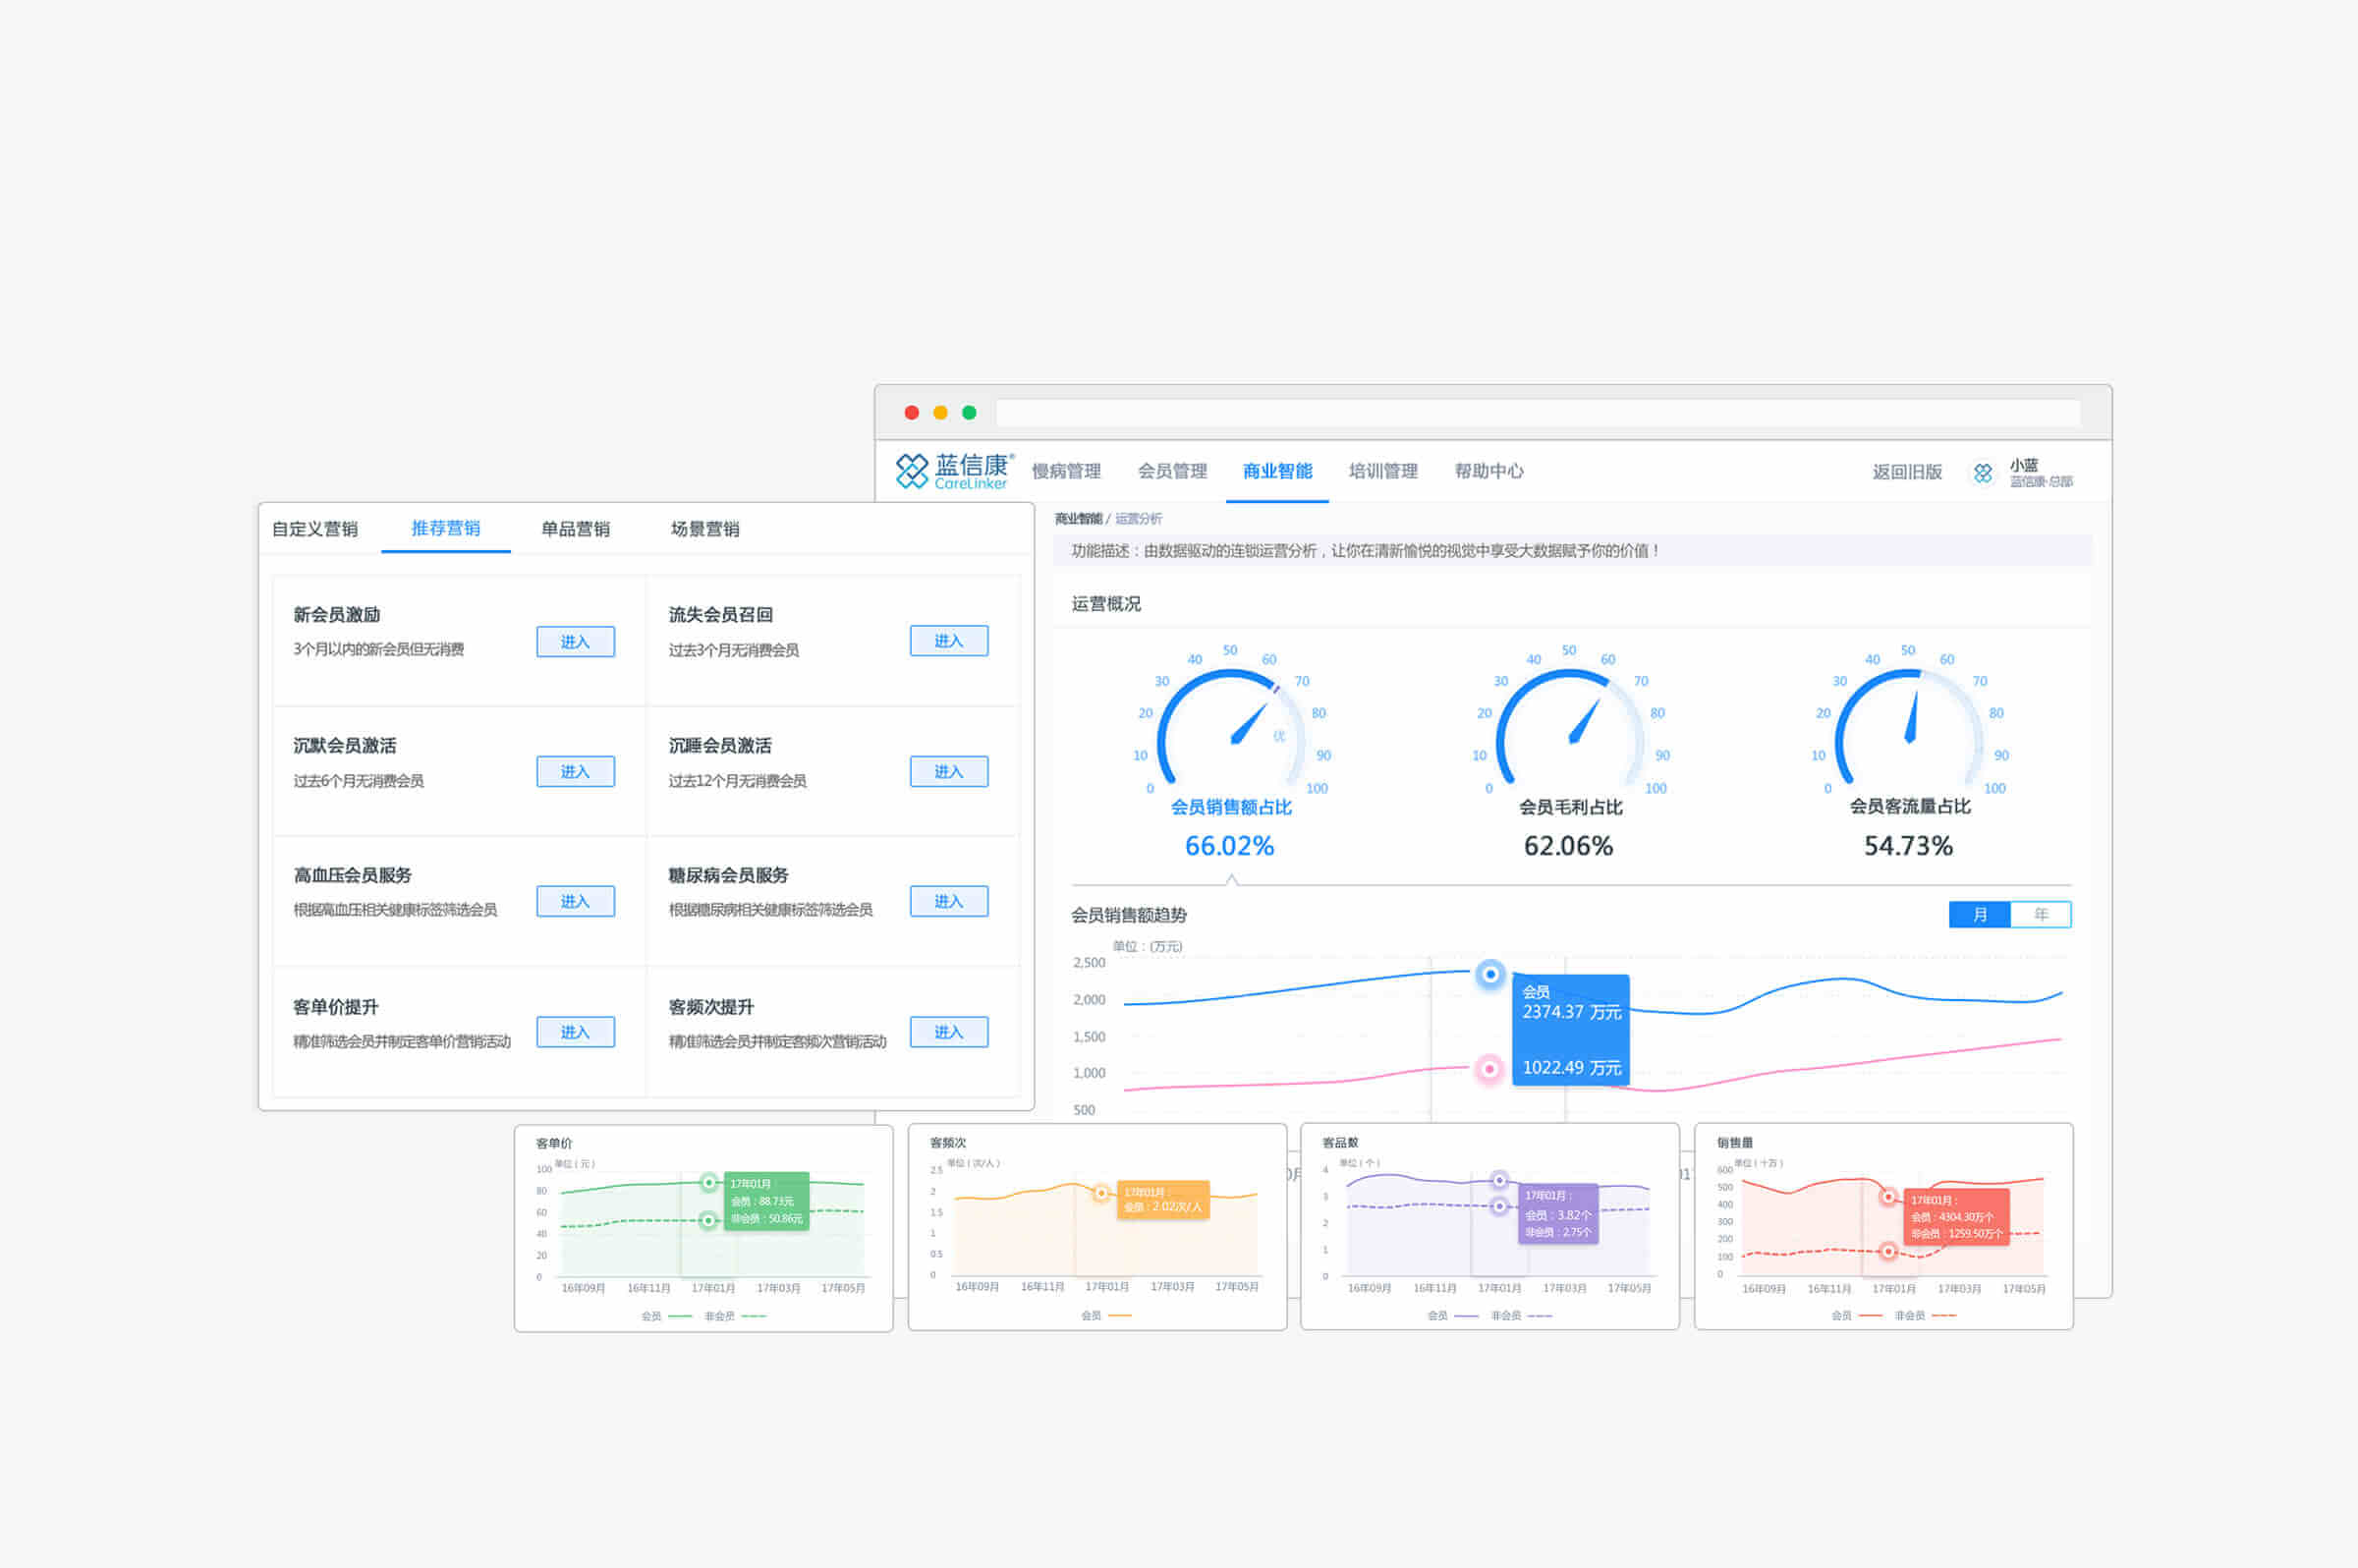 蓝信康®
CareLinker
慢病管理 会员管理 商业智能 培训管理 帮助中心
返回旧版
小蓝
蓝信康·总部
自定义营销 推荐营销 单品营销 场景营销
新会员激励
3个月以内的新会员但无消费
进入
流失会员召回
过去3个月无消费会员
进入
沉默会员激活
过去6个月无消费会员
进入
沉睡会员激活
过去12个月无消费会员
进入
高血压会员服务
根据高血压相关健康标签筛选会员
进入
糖尿病会员服务
根据糖尿病相关健康标签筛选会员
进入
客单价提升
精准筛选会员并制定客单价营销活动
进入
客频次提升
精准筛选会员并制定客频次营销活动
进入
商业智能 / 运营分析
功能描述：由数据驱动的连锁运营分析，让你在清新愉悦的视觉中享受大数据赋予你的价值！
运营概况
0 10 20 30 40 50 60 70 80 90 100
优
会员销售额占比
66.02%
0 10 20 30 40 50 60 70 80 90 100
会员毛利占比
62.06%
0 10 20 30 40 50 60 70 80 90 100
会员客流量占比
54.73%
会员销售额趋势
月 年
单位：(万元)
2,500
2,000
1,500
1,000
500
会员
2374.37 万元
1022.49 万元
客单价
单位（元）
100
80
60
40
20
0
17年01月
会员：88.73元
非会员：50.86元
16年09月 16年11月 17年01月 17年03月 17年05月
会员 非会员
客频次
单位（次/人）
2.5
2
1.5
1
0.5
0
17年01月：
会员：2.02次/人
16年09月 16年11月 17年01月 17年03月 17年05月
会员
客品数
单位（个）
4
3
2
1
0
17年01月：
会员：3.82个
非会员：2.75个
16年09月 16年11月 17年01月 17年03月 17年05月
会员 非会员
销售量
单位（十万）
600
500
400
300
200
100
0
17年01月：
会员：4304.30万个
非会员：1259.50万个
16年09月 16年11月 17年01月 17年03月 17年05月
会员 非会员